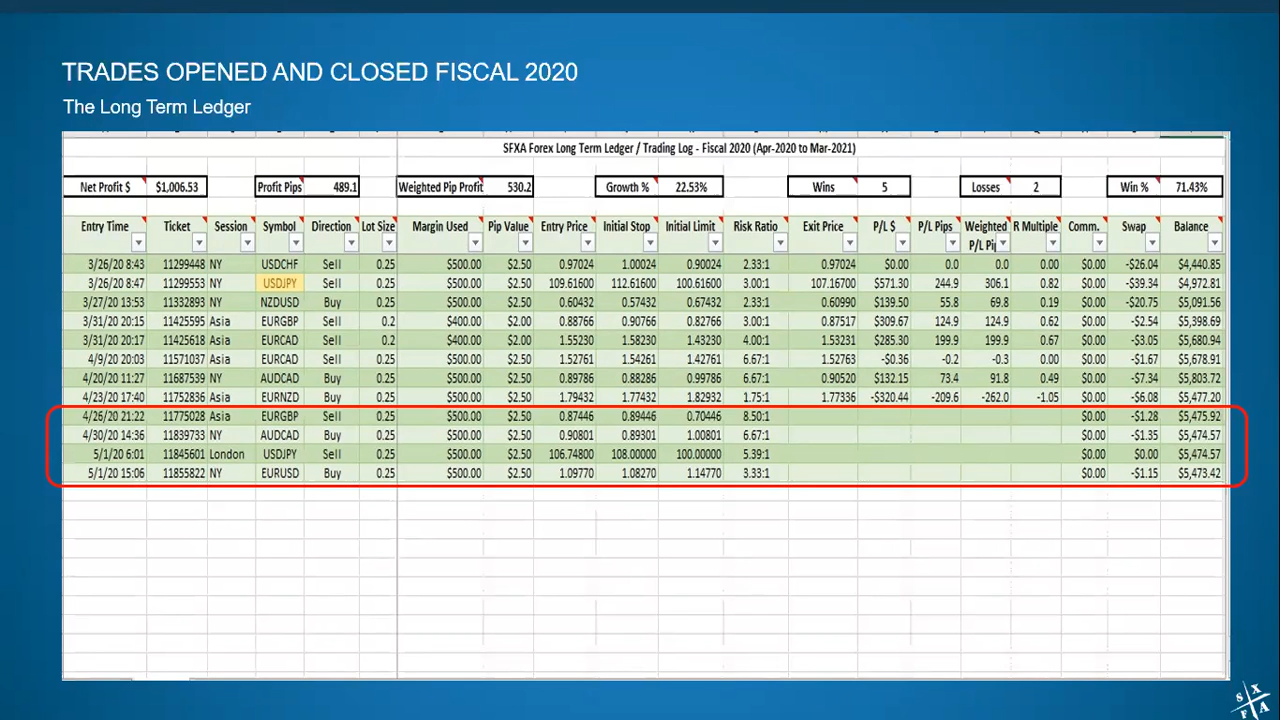 TRADES OPENED AND CLOSED FISCAL 2020
The Long Term Ledger
SFXA Forex Long Term Ledger / Trading Log - Fiscal 2020 (Apr-2020 to Mar-2021)
Net Profit $ $1,006.53 Profit Pips 489.1 Weighted Pip Profit 530.2 Growth % 22.53% Wins 5 Losses 2 Win % 71.43%
Entry Time Ticket Session Symbol Direction Lot Size Margin Used Pip Value Entry Price Initial Stop Initial Limit Risk Ratio Exit Price P/L $ P/L Pips Weighted P/L Pip R Multiple Comm. Swap Balance
3/26/20 8:43 11299448 NY USDCHF Sell 0.25 $500.00 $2.50 0.97024 1.00024 0.90024 2.33:1 0.97024 $0.00 0.0 0.0 0.00 $0.00 -$26.04 $4,440.85
3/26/20 8:47 11299553 NY USDJPY Sell 0.25 $500.00 $2.50 109.61600 112.61600 100.61600 3.00:1 107.16700 $571.30 244.9 306.1 0.82 $0.00 -$39.34 $4,972.81
3/27/20 13:53 11332893 NY NZDUSD Buy 0.25 $500.00 $2.50 0.60432 0.57432 0.67432 2.33:1 0.60990 $139.50 55.8 69.8 0.19 $0.00 -$20.75 $5,091.56
3/31/20 20:15 11425595 Asia EURGBP Sell 0.2 $400.00 $2.00 0.88766 0.90766 0.82766 3.00:1 0.87517 $309.67 124.9 124.9 0.62 $0.00 -$2.54 $5,398.69
3/31/20 20:17 11425618 Asia EURCAD Sell 0.2 $400.00 $2.00 1.55230 1.58230 1.43230 4.00:1 1.53231 $285.30 199.9 199.9 0.67 $0.00 -$3.05 $5,680.94
4/9/20 20:03 11571037 Asia EURCAD Sell 0.25 $500.00 $2.50 1.52761 1.54261 1.42761 6.67:1 1.52763 -$0.36 -0.2 -0.3 0.00 $0.00 -$1.67 $5,678.91
4/20/20 11:27 11687539 NY AUDCAD Buy 0.25 $500.00 $2.50 0.89786 0.88286 0.99786 6.67:1 0.90520 $132.15 73.4 91.8 0.49 $0.00 -$7.34 $5,803.72
4/23/20 17:40 11752836 Asia EURNZD Buy 0.25 $500.00 $2.50 1.79432 1.77432 1.82932 1.75:1 1.77336 -$320.44 -209.6 -262.0 -1.05 $0.00 -$6.08 $5,477.20
4/26/20 21:22 11775028 Asia EURGBP Sell 0.25 $500.00 $2.50 0.87446 0.89446 0.70446 8.50:1 $0.00 -$1.28 $5,475.92
4/30/20 14:36 11839733 NY AUDCAD Buy 0.25 $500.00 $2.50 0.90801 0.89301 1.00801 6.67:1 $0.00 -$1.35 $5,474.57
5/1/20 6:01 11845601 London USDJPY Sell 0.25 $500.00 $2.50 106.74800 108.00000 100.00000 5.39:1 $0.00 $0.00 $5,474.57
5/1/20 15:06 11855822 NY EURUSD Buy 0.25 $500.00 $2.50 1.09770 1.08270 1.14770 3.33:1 $0.00 -$1.15 $5,473.42
S X
F A